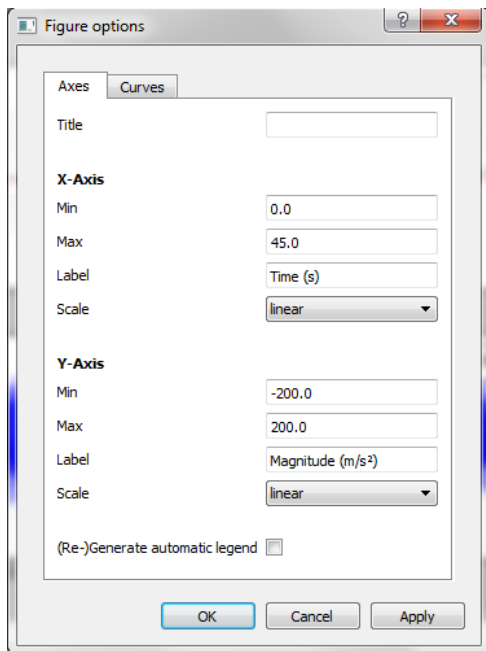 Figure options
?
Axes Curves
Title
X-Axis
Min 0.0
Max 45.0
Label Time (s)
Scale linear
Y-Axis
Min -200.0
Max 200.0
Label Magnitude (m/s²)
Scale linear
(Re-)Generate automatic legend
OK Cancel Apply